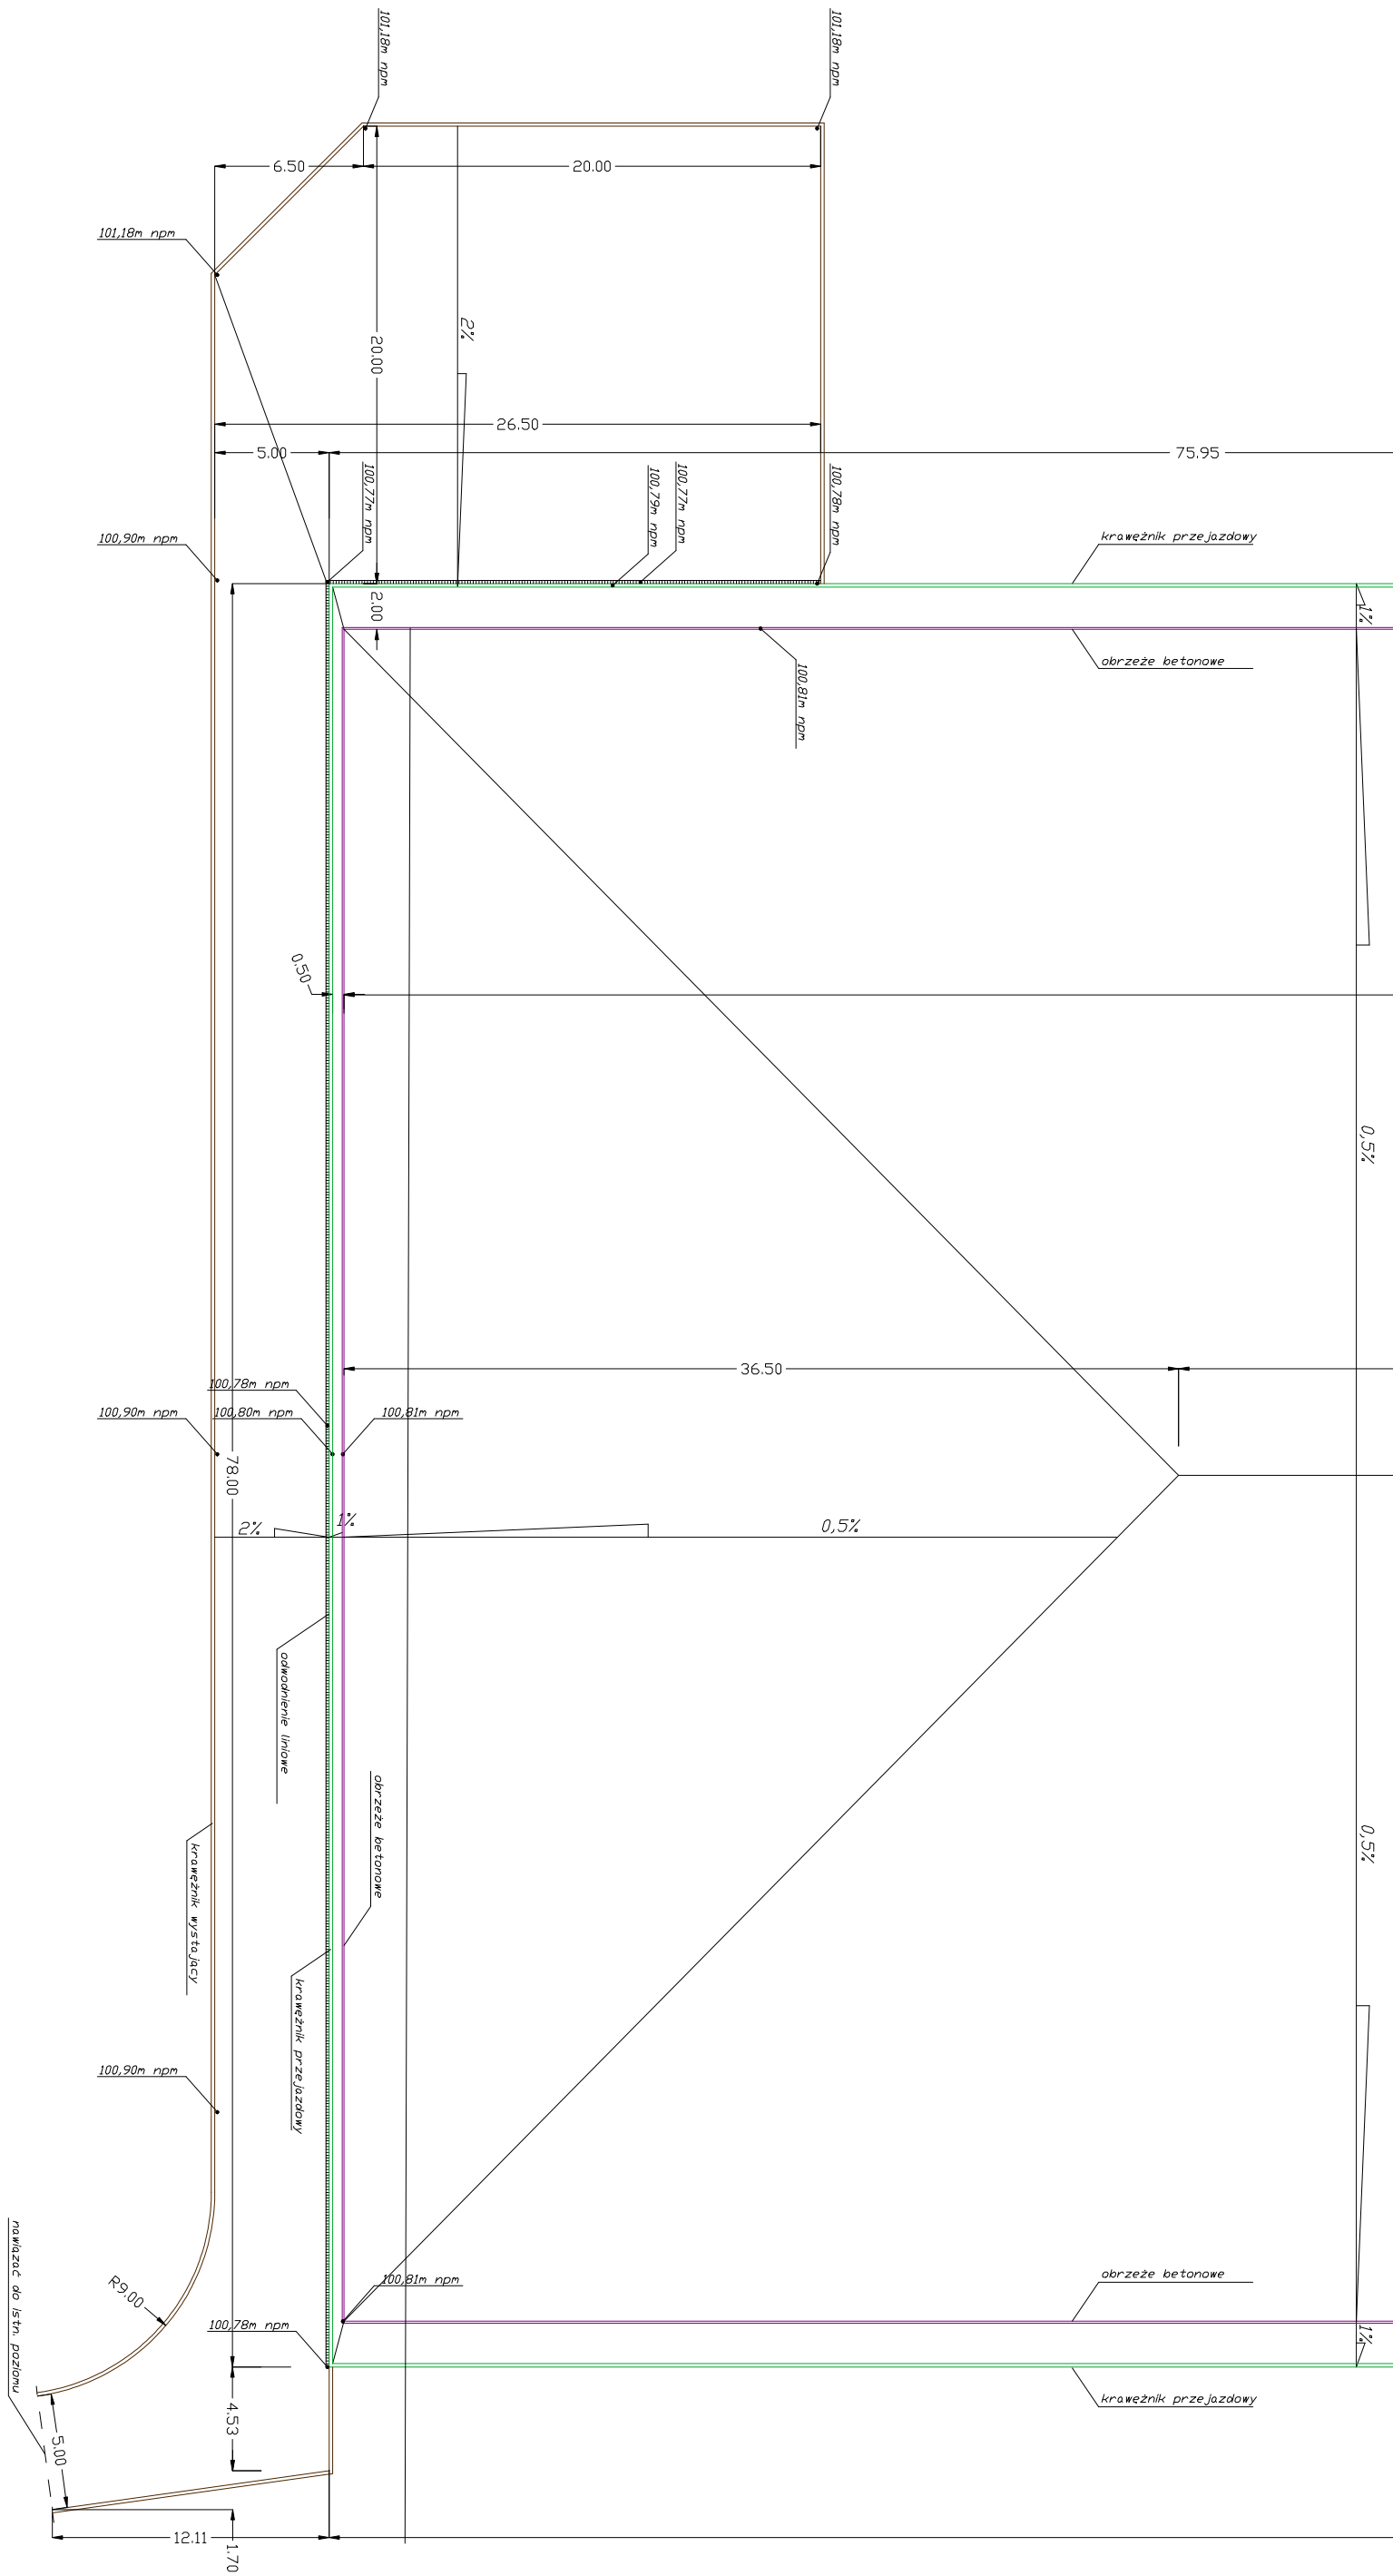 101,18m npm
101,18m npm
6.50
20.00
101,18m npm
20.00
2%
26.50
5.00
75.95
100,77m npm
100,79m npm
100,77m npm
100,78m npm
100,90m npm
krawężnik przejazdowy
2.00
1%
obrzeże betonowe
100,81m npm
0.50
0,5%
36.50
100,78m npm
100,90m npm
100,80m npm
100,81m npm
78.00
2%
1%
0,5%
odwodnienie liniowe
obrzeże betonowe
0,5%
krawężnik wystający
krawężnik przejazdowy
100,90m npm
nawiązać do istn. poziomu
R9.00
100,81m npm
obrzeże betonowe
100,78m npm
1%
krawężnik przejazdowy
4.53
5.00
12.11
1.70